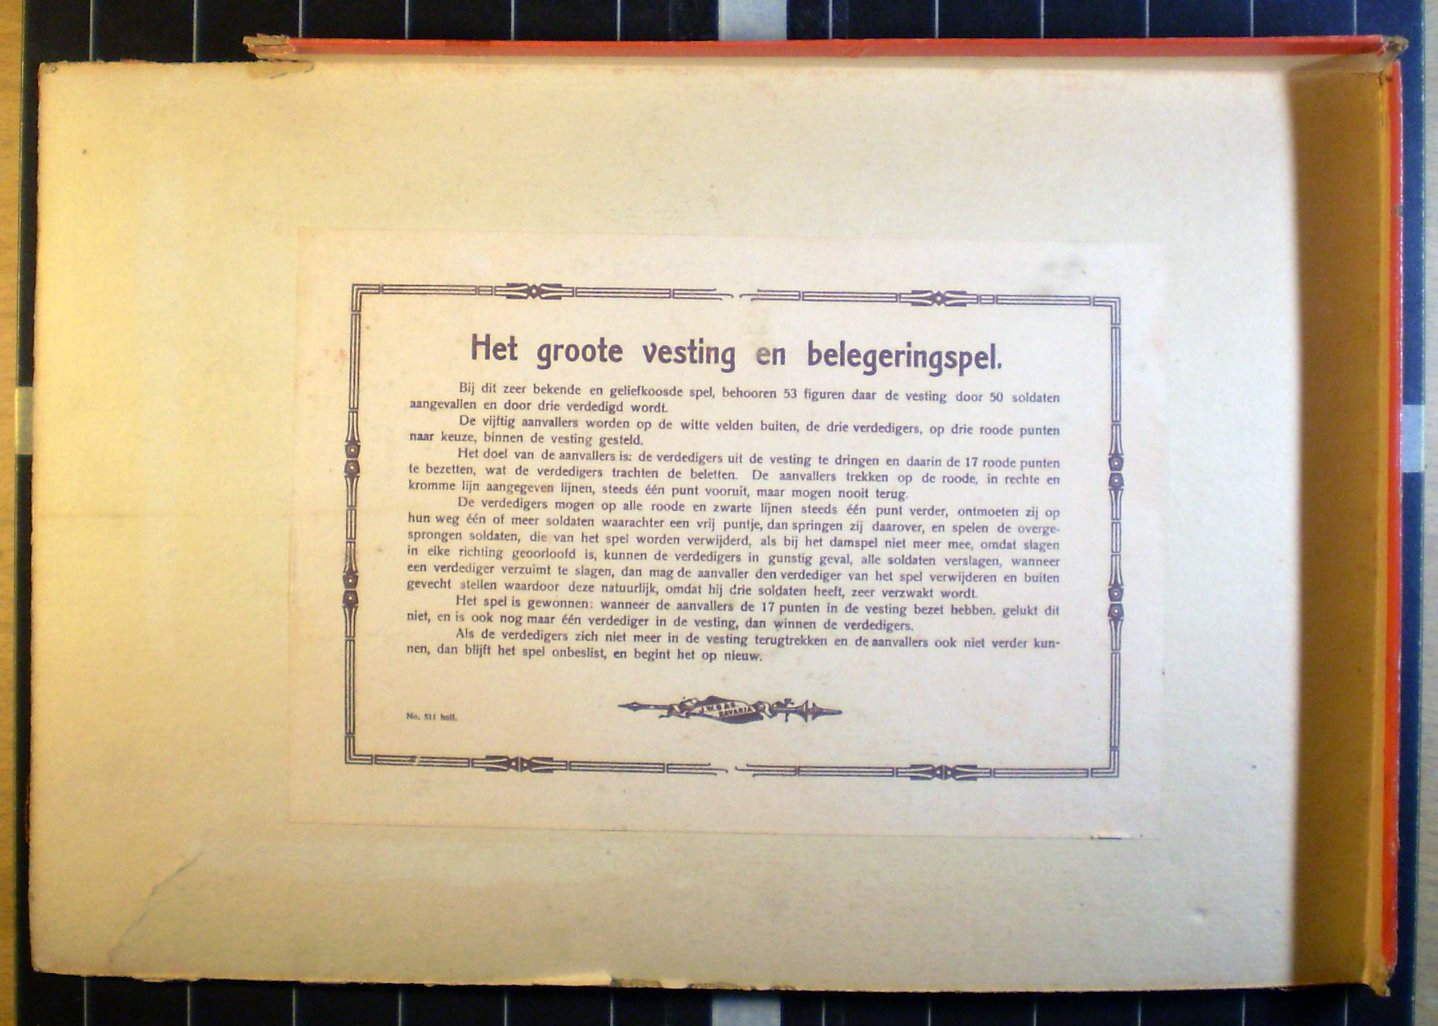 Het groote vesting en belegeringspel.
Bij dit zeer bekende en geliefkoosde spel, behooren 53 figuren daar de vesting door 50 soldaten
aangevallen en door drie verdedigd wordt.
De vijftig aanvallers worden op de witte velden buiten, de drie verdedigers, op drie roode punten
naar keuze, binnen de vesting gesteld.
Het doel van de aanvallers is: de verdedigers uit de vesting te dringen en daarin de 17 roode punten
te bezetten, wat de verdedigers trachten de beletten. De aanvallers trekken op de roode, in rechte en
kromme lijn aangegeven lijnen, steeds één punt vooruit, maar mogen nooit terug.
De verdedigers mogen op alle roode en zwarte lijnen steeds één punt verder, ontmoeten zij op
hun weg één of meer soldaten waarachter een vrij puntje, dan springen zij daarover, en spelen de overge-
sprongen soldaten, die van het spel worden verwijderd, als bij het damspel niet meer mee, omdat slagen
in elke richting geoorloofd is, kunnen de verdedigers in gunstig geval, alle soldaten verslagen, wanneer
een verdediger verzuimt te slagen, dan mag de aanvaller den verdediger van het spel verwijderen en buiten
gevecht stellen waardoor deze natuurlijk, omdat hij drie soldaten heeft, zeer verzwakt wordt.
Het spel is gewonnen: wanneer de aanvallers de 17 punten in de vesting bezet hebben, gelukt dit
niet, en is ook nog maar één verdediger in de vesting, dan winnen de verdedigers.
Als de verdedigers zich niet meer in de vesting terugtrekken en de aanvallers ook niet verder kun-
nen, dan blijft het spel onbeslist, en begint het op nieuw.
J.W.S & S
BAVARIA
No. 511 holl.